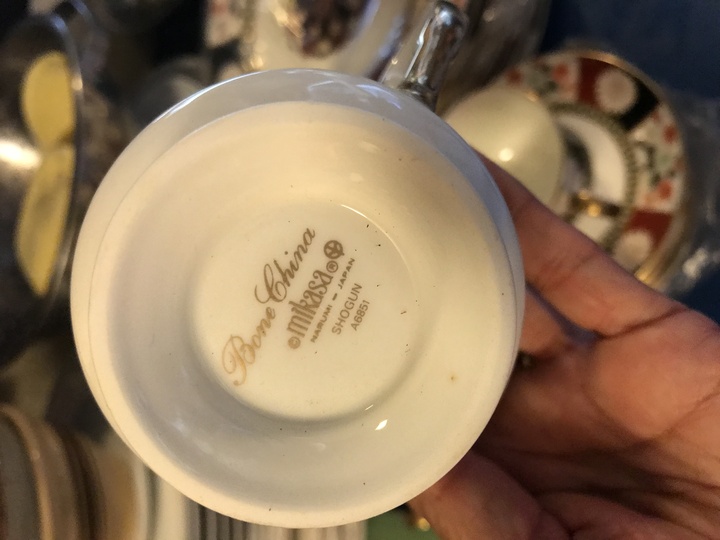 Bone China
©mikasa®
NARUMI – JAPAN
SHOGUN
A6851